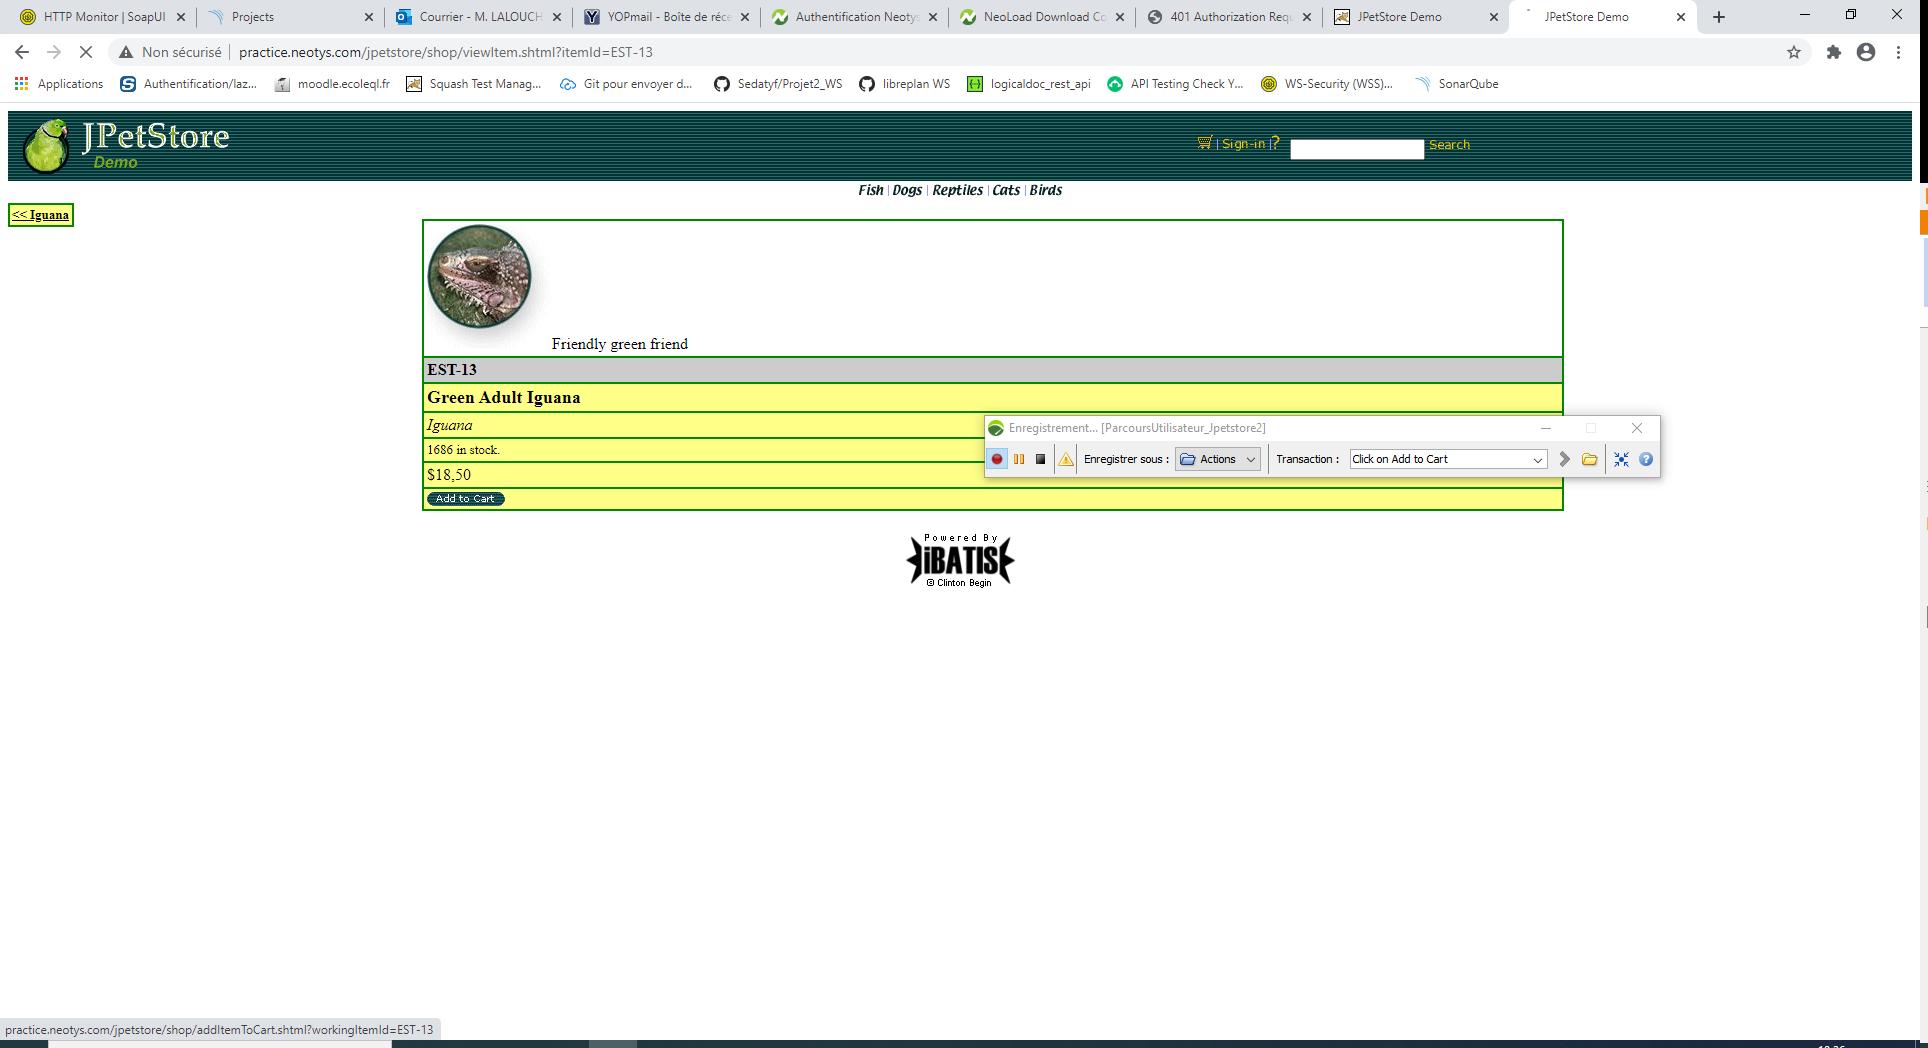 HTTP Monitor | SoapUI
Projects
Courrier - M. LALOUCH
YOPmail - Boîte de réce
Authentification Neotys
NeoLoad Download Co
401 Authorization Requ
JPetStore Demo
JPetStore Demo
Non sécurisé
practice.neotys.com/jpetstore/shop/viewItem.shtml?itemId=EST-13
Applications
Authentification/laz...
moodle.ecoleql.fr
Squash Test Manag...
Git pour envoyer d...
Sedatyf/Projet2_WS
libreplan WS
logicaldoc_rest_api
API Testing Check Y...
WS-Security (WSS)...
SonarQube
JPetStore
Demo
| Sign-in | ?
Search
Fish | Dogs | Reptiles | Cats | Birds
<< Iguana
Friendly green friend
EST-13
Green Adult Iguana
Iguana
1686 in stock.
$18,50
Add to Cart
Enregistrement... [ParcoursUtilisateur_Jpetstore2]
Enregistrer sous : Actions Transaction : Click on Add to Cart
Powered By
iBATIS
© Clinton Begin
practice.neotys.com/jpetstore/shop/addItemToCart.shtml?workingItemId=EST-13